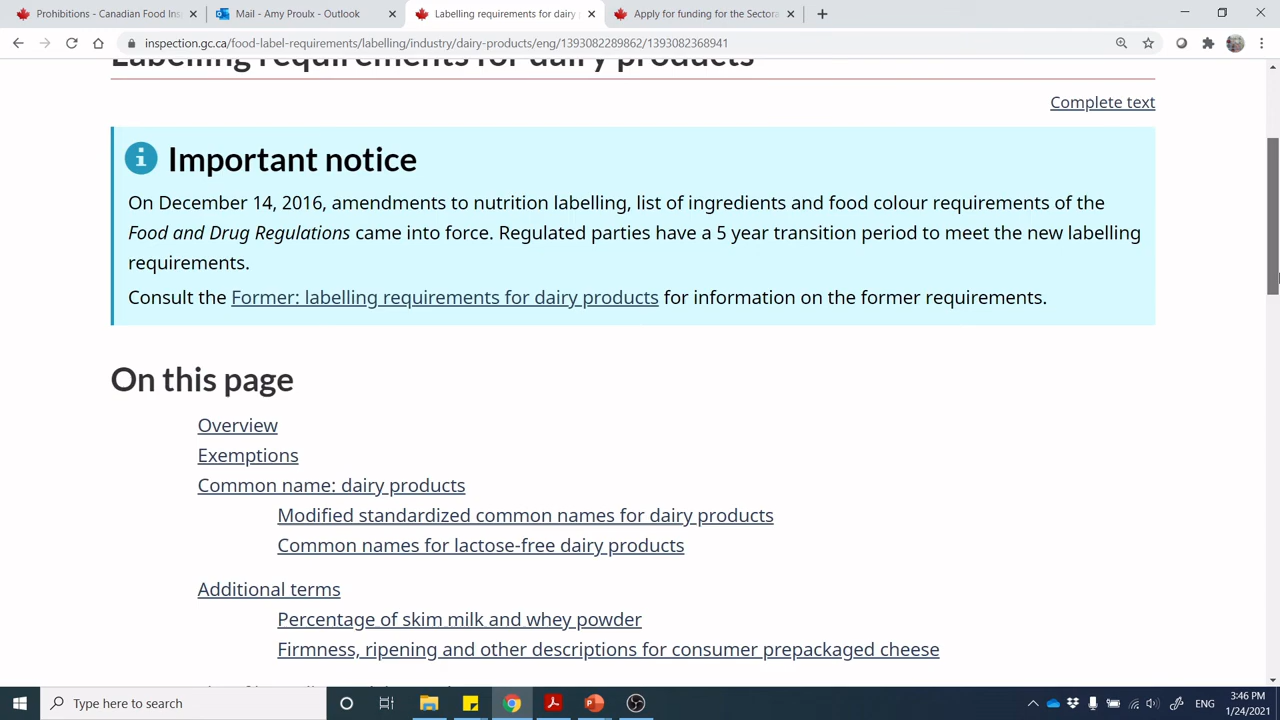 Prohibitions - Canadian Food Ins
Mail - Amy Proulx - Outlook
Labelling requirements for dairy
Apply for funding for the Sectora
inspection.gc.ca/food-label-requirements/labelling/industry/dairy-products/eng/1393082289862/1393082368941
Labelling requirements for dairy products
Complete text
Important notice
On December 14, 2016, amendments to nutrition labelling, list of ingredients and food colour requirements of the
Food and Drug Regulations came into force. Regulated parties have a 5 year transition period to meet the new labelling
requirements.
Consult the Former: labelling requirements for dairy products for information on the former requirements.
On this page
Overview
Exemptions
Common name: dairy products
Modified standardized common names for dairy products
Common names for lactose-free dairy products
Additional terms
Percentage of skim milk and whey powder
Firmness, ripening and other descriptions for consumer prepackaged cheese
Type here to search
ENG
3:46 PM
1/24/2021